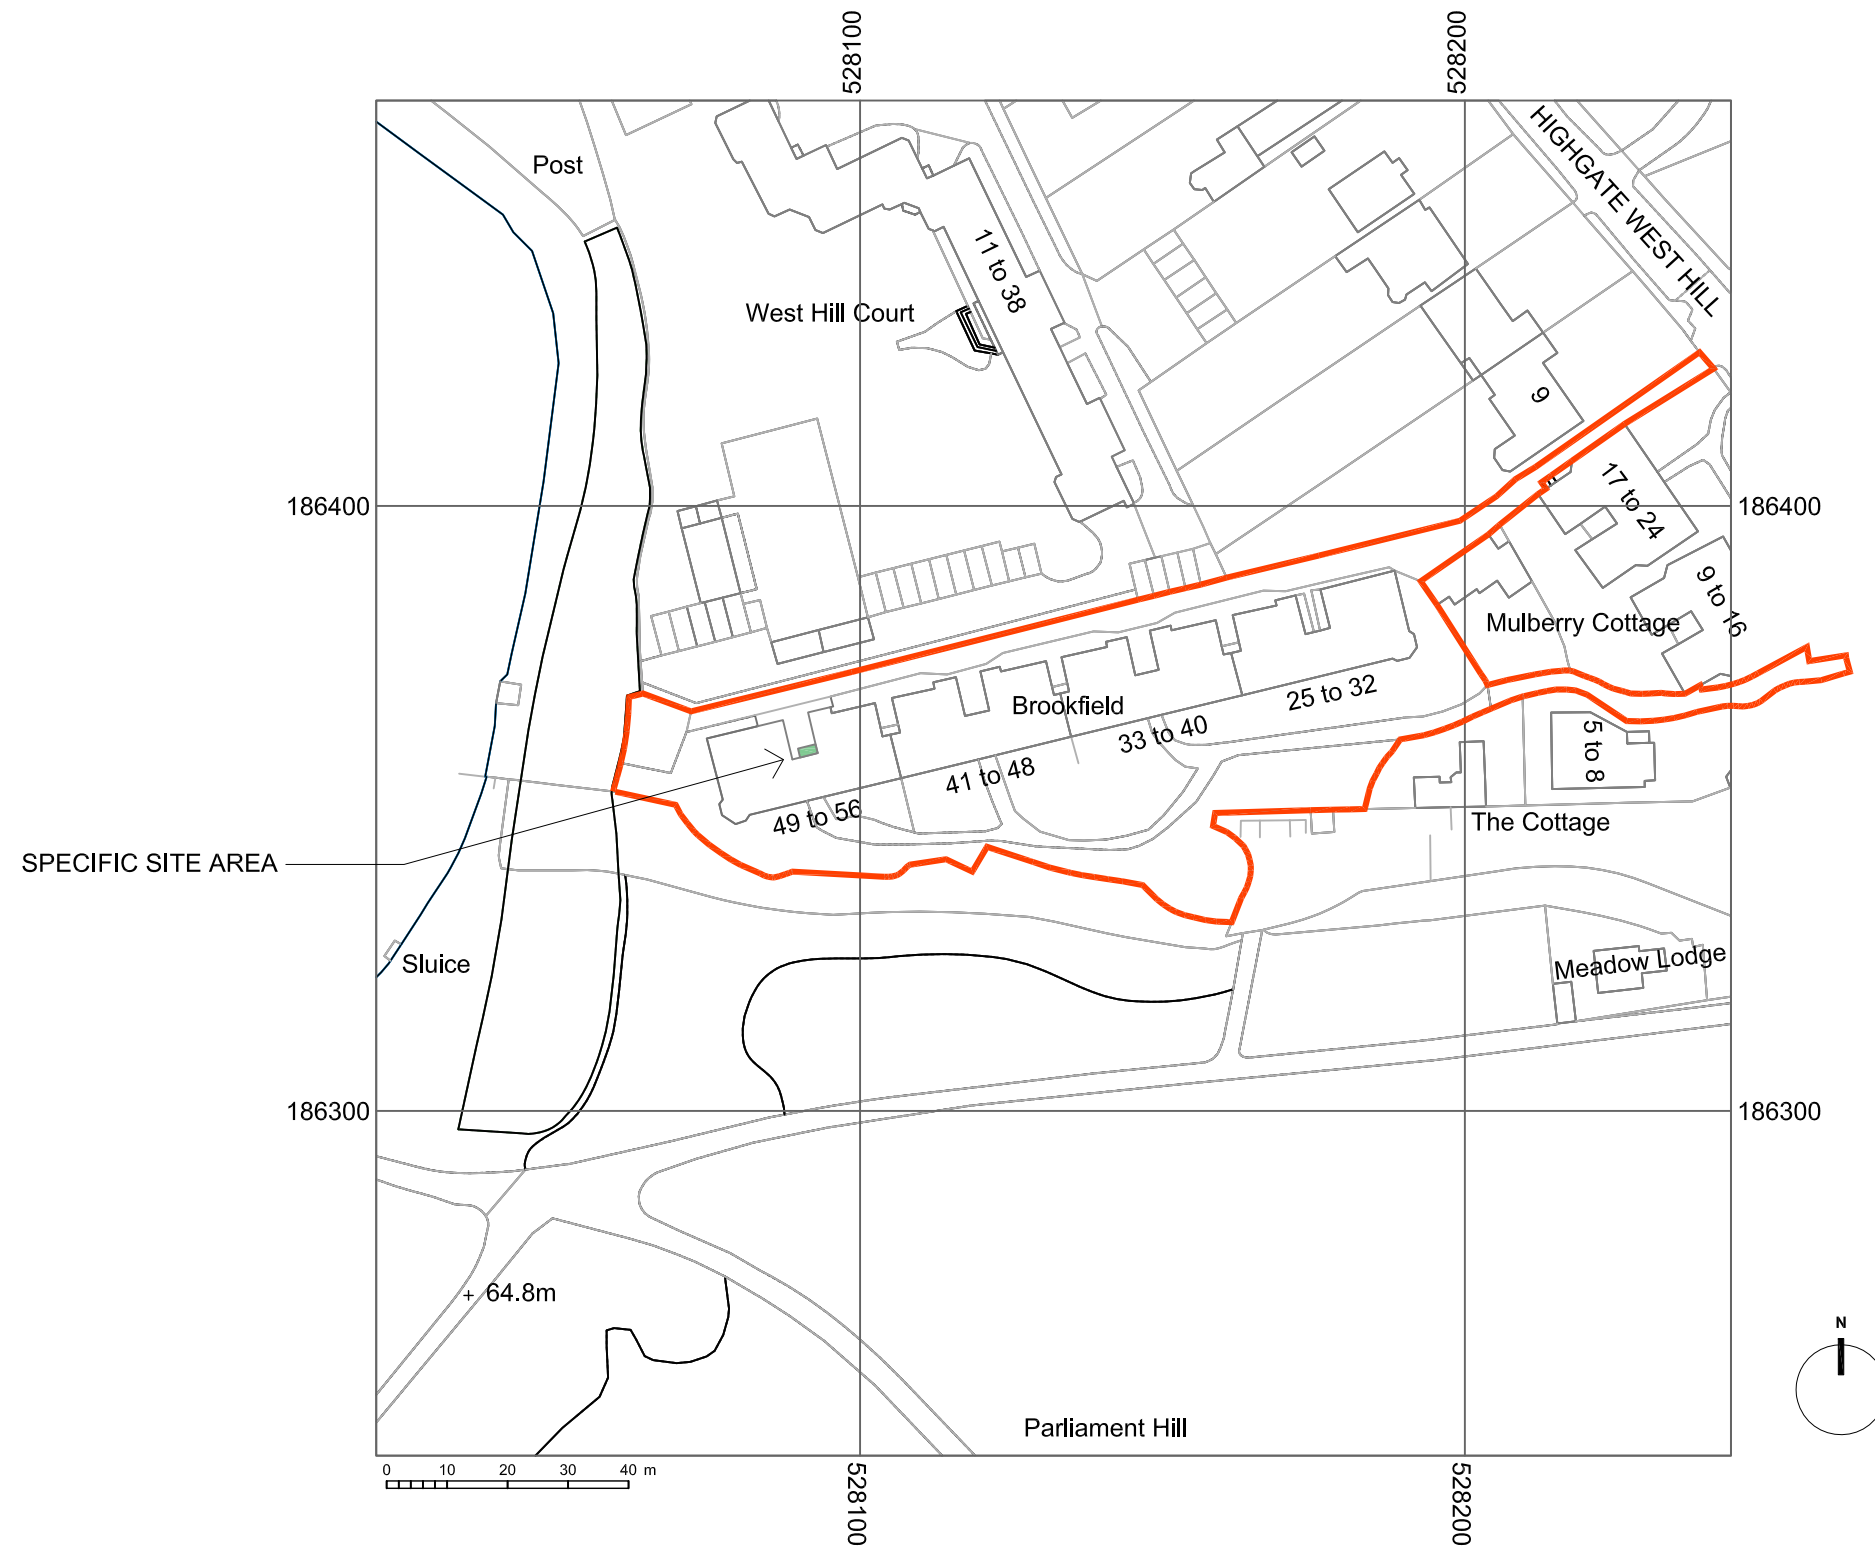 528100
528200
HIGHGATE WEST HILL
Post
11 to 38
West Hill Court
9
17 to 24
186400
186400
9 to 16
Mulberry Cottage
Brookfield
25 to 32
33 to 40
41 to 48
49 to 56
5 to 8
The Cottage
SPECIFIC SITE AREA
Sluice
Meadow Lodge
186300
186300
64.8m
N
Parliament Hill
0 10 20 30 40 m
528100
528200